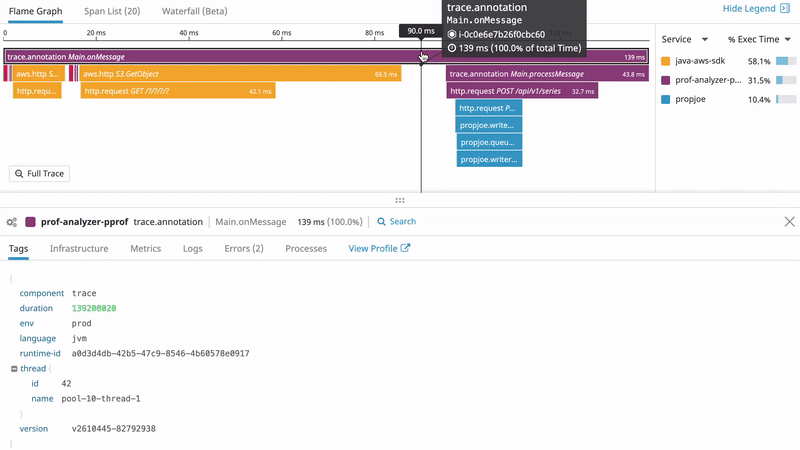 Flame Graph Span List (20) Waterfall (Beta) Hide Legend
0 20 ms 40 ms 60 ms 80 ms
90.0 ms
trace.annotation
Main.onMessage
i-0c0e6e7b26f0cbc60
139 ms (100.0% of total Time)
Service % Exec Time
java-aws-sdk 58.1%
prof-analyzer-p... 31.5%
propjoe 10.4%
trace.annotation Main.onMessage 139 ms
aws.http S... aws.http S3.GetObject 69.5 ms trace.annotation Main.processMessage 43.8 ms
http.requ... http.request GET /?/?/?/? 42.1 ms http.request POST /api/v1/series 32.7 ms
http.request P...
propjoe.write...
propjoe.queu...
propjoe.writer...
Full Trace
prof-analyzer-pprof trace.annotation Main.onMessage 139 ms (100.0%) Search
Tags Infrastructure Metrics Logs Errors (2) Processes View Profile
{
component trace
duration 139208020
env prod
language jvm
runtime-id a0d3d4db-42b5-47c9-8546-4b60578e0917
thread {
id 42
name pool-10-thread-1
}
version v2610445-82792938
}